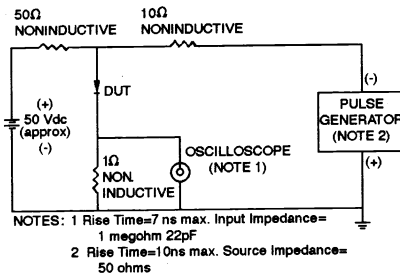 50Ω
NONINDUCTIVE
10Ω
NONINDUCTIVE
(+)
50 Vdc
(approx)
(-)
DUT
1Ω
NON.
INDUCTIVE
OSCILLOSCOPE
(NOTE 1)
(-)
PULSE
GENERATOR
(NOTE 2)
(+)
NOTES: 1 Rise Time=7 ns max. Input Impedance=
1 megohm 22pF
2 Rise Time=10ns max. Source Impedance=
50 ohms